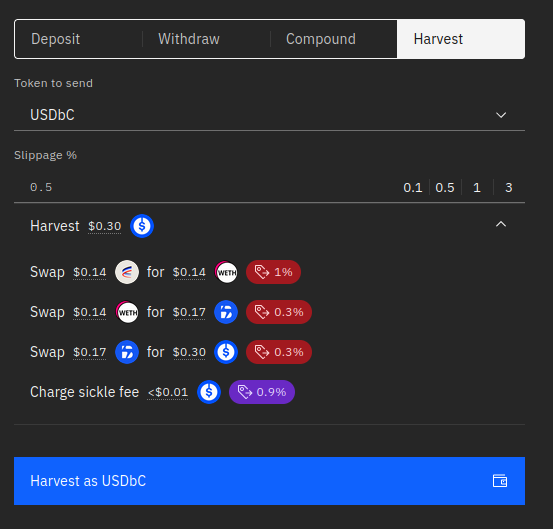 Deposit Withdraw Compound Harvest
Token to send
USDbC
Slippage %
0.5 0.1 0.5 1 3
Harvest $0.30
Swap $0.14 for $0.14 WETH 1%
Swap $0.14 WETH for $0.17 0.3%
Swap $0.17 for $0.30 0.3%
Charge sickle fee <$0.01 0.9%
Harvest as USDbC